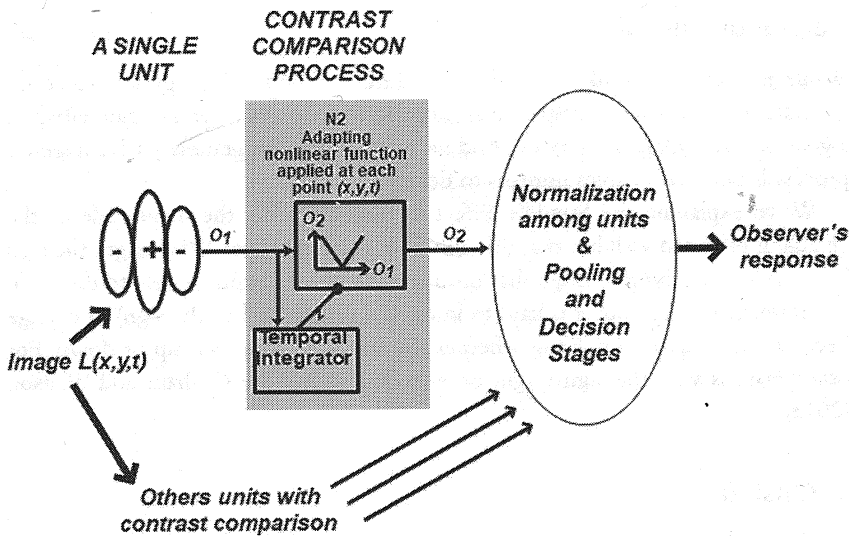 A SINGLE
UNIT
CONTRAST
COMPARISON
PROCESS
N2
Adapting
nonlinear function
applied at each
point (x,y,t)
- + -
O1
O2
O1
O2
Temporal
Integrator
Image L(x,y,t)
Normalization
among units
&
Pooling
and
Decision
Stages
Observer's
response
Others units with
contrast comparison